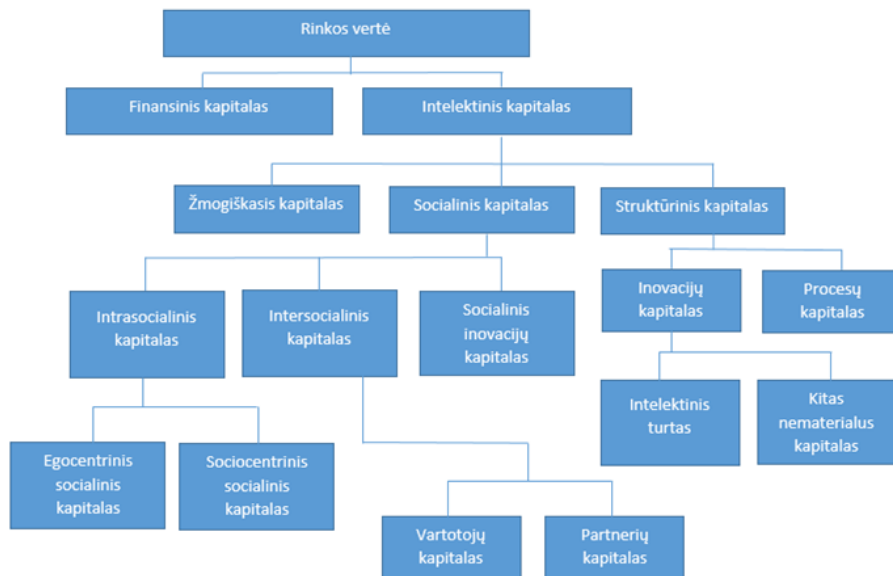 Rinkos vertė
Finansinis kapitalas
Intelektinis kapitalas
Žmogiškasis kapitalas
Socialinis kapitalas
Struktūrinis kapitalas
Intrasocialinis
kapitalas
Intersocialinis
kapitalas
Socialinis
inovacijų
kapitalas
Inovacijų
kapitalas
Procesų
kapitalas
Egocentrinis
socialinis
kapitalas
Sociocentrinis
socialinis
kapitalas
Intelektinis
turtas
Kitas
nematerialus
kapitalas
Vartotojų
kapitalas
Partnerių
kapitalas